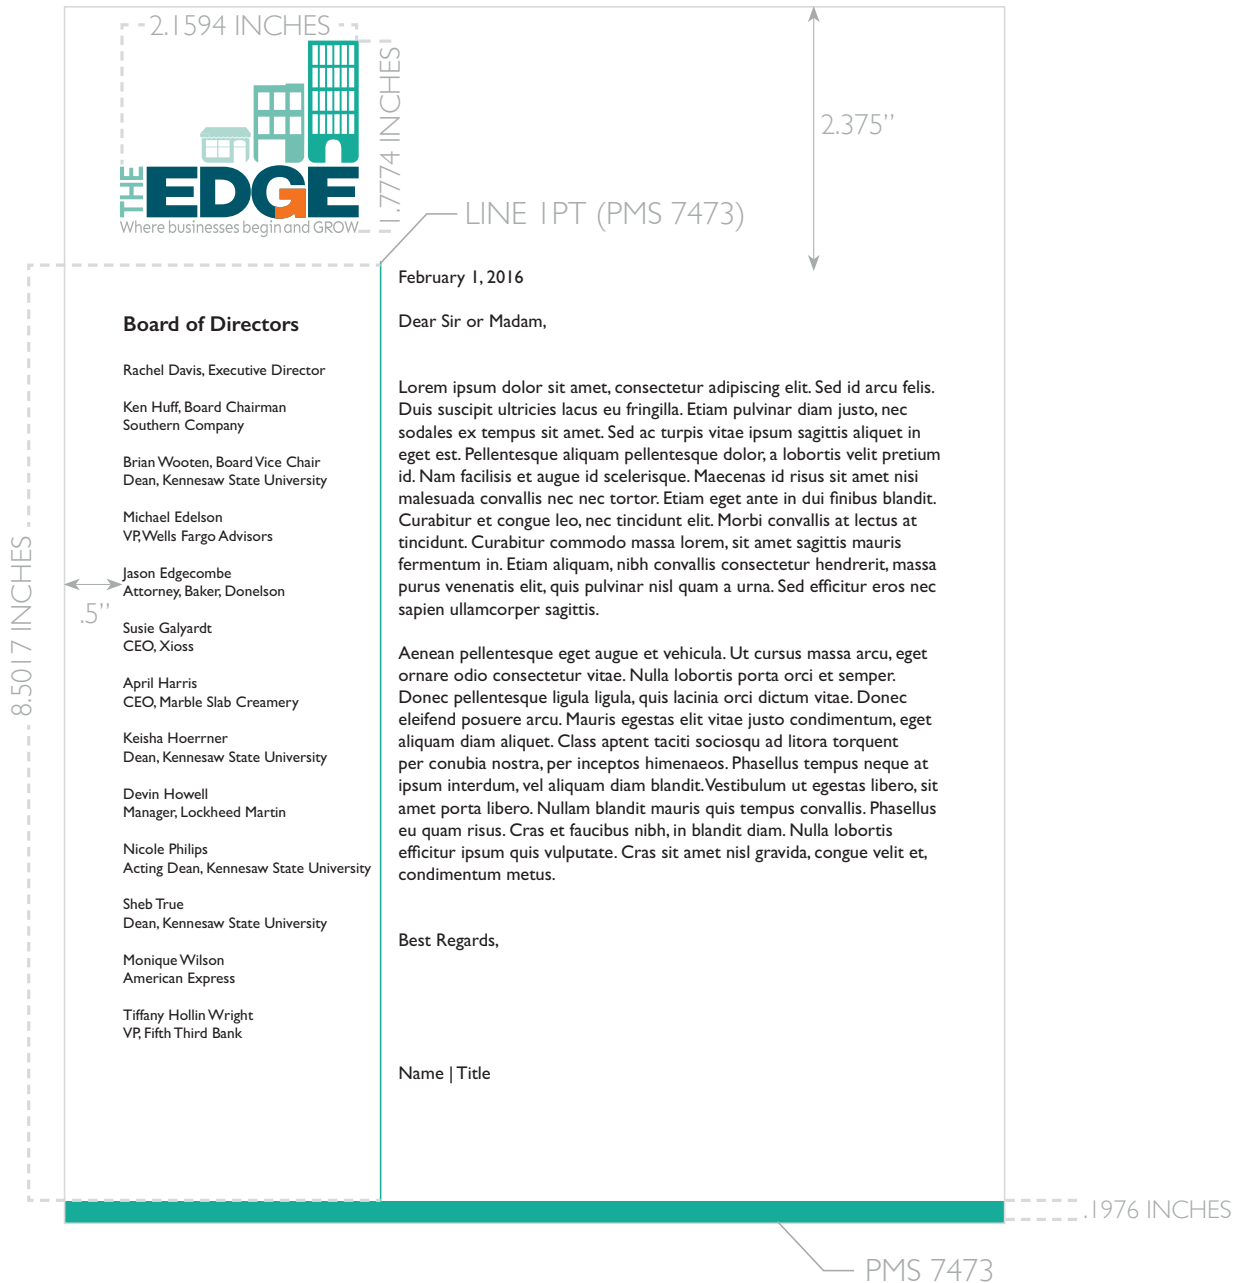 2.1594 INCHES
1.7774 INCHES
2.375”
THE
EDGE
Where businesses begin and GROW
LINE 1PT (PMS 7473)
8.5017 INCHES
.5”
Board of Directors
Rachel Davis, Executive Director
Ken Huff, Board Chairman
Southern Company
Brian Wooten, Board Vice Chair
Dean, Kennesaw State University
Michael Edelson
VP, Wells Fargo Advisors
Jason Edgecombe
Attorney, Baker, Donelson
Susie Galyardt
CEO, Xioss
April Harris
CEO, Marble Slab Creamery
Keisha Hoerrner
Dean, Kennesaw State University
Devin Howell
Manager, Lockheed Martin
Nicole Philips
Acting Dean, Kennesaw State University
Sheb True
Dean, Kennesaw State University
Monique Wilson
American Express
Tiffany Hollin Wright
VP, Fifth Third Bank
February 1, 2016
Dear Sir or Madam,
Lorem ipsum dolor sit amet, consectetur adipiscing elit. Sed id arcu felis.
Duis suscipit ultricies lacus eu fringilla. Etiam pulvinar diam justo, nec
sodales ex tempus sit amet. Sed ac turpis vitae ipsum sagittis aliquet in
eget est. Pellentesque aliquam pellentesque dolor, a lobortis velit pretium
id. Nam facilisis et augue id scelerisque. Maecenas id risus sit amet nisi
malesuada convallis nec nec tortor. Etiam eget ante in dui finibus blandit.
Curabitur et congue leo, nec tincidunt elit. Morbi convallis at lectus at
tincidunt. Curabitur commodo massa lorem, sit amet sagittis mauris
fermentum in. Etiam aliquam, nibh convallis consectetur hendrerit, massa
purus venenatis elit, quis pulvinar nisl quam a urna. Sed efficitur eros nec
sapien ullamcorper sagittis.
Aenean pellentesque eget augue et vehicula. Ut cursus massa arcu, eget
ornare odio consectetur vitae. Nulla lobortis porta orci et semper.
Donec pellentesque ligula ligula, quis lacinia orci dictum vitae. Donec
eleifend posuere arcu. Mauris egestas elit vitae justo condimentum, eget
aliquam diam aliquet. Class aptent taciti sociosqu ad litora torquent
per conubia nostra, per inceptos himenaeos. Phasellus tempus neque at
ipsum interdum, vel aliquam diam blandit. Vestibulum ut egestas libero, sit
amet porta libero. Nullam blandit mauris quis tempus convallis. Phasellus
eu quam risus. Cras et faucibus nibh, in blandit diam. Nulla lobortis
efficitur ipsum quis vulputate. Cras sit amet nisl gravida, congue velit et,
condimentum metus.
Best Regards,
Name | Title
.1976 INCHES
PMS 7473